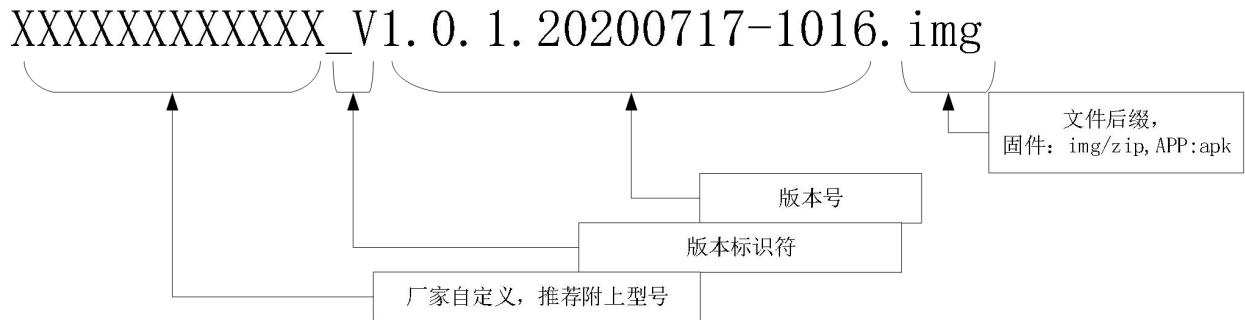 XXXXXXXXXXXX_V1.0.1.20200717-1016.img
文件后缀，
固件：img/zip,APP:apk
版本号
版本标识符
厂家自定义，推荐附上型号